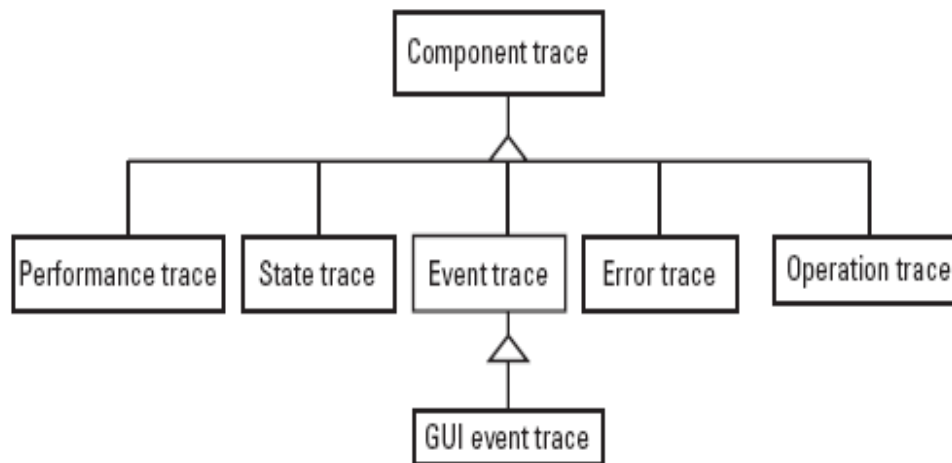 Component trace
Performance trace
State trace
Event trace
Error trace
Operation trace
GUI event trace